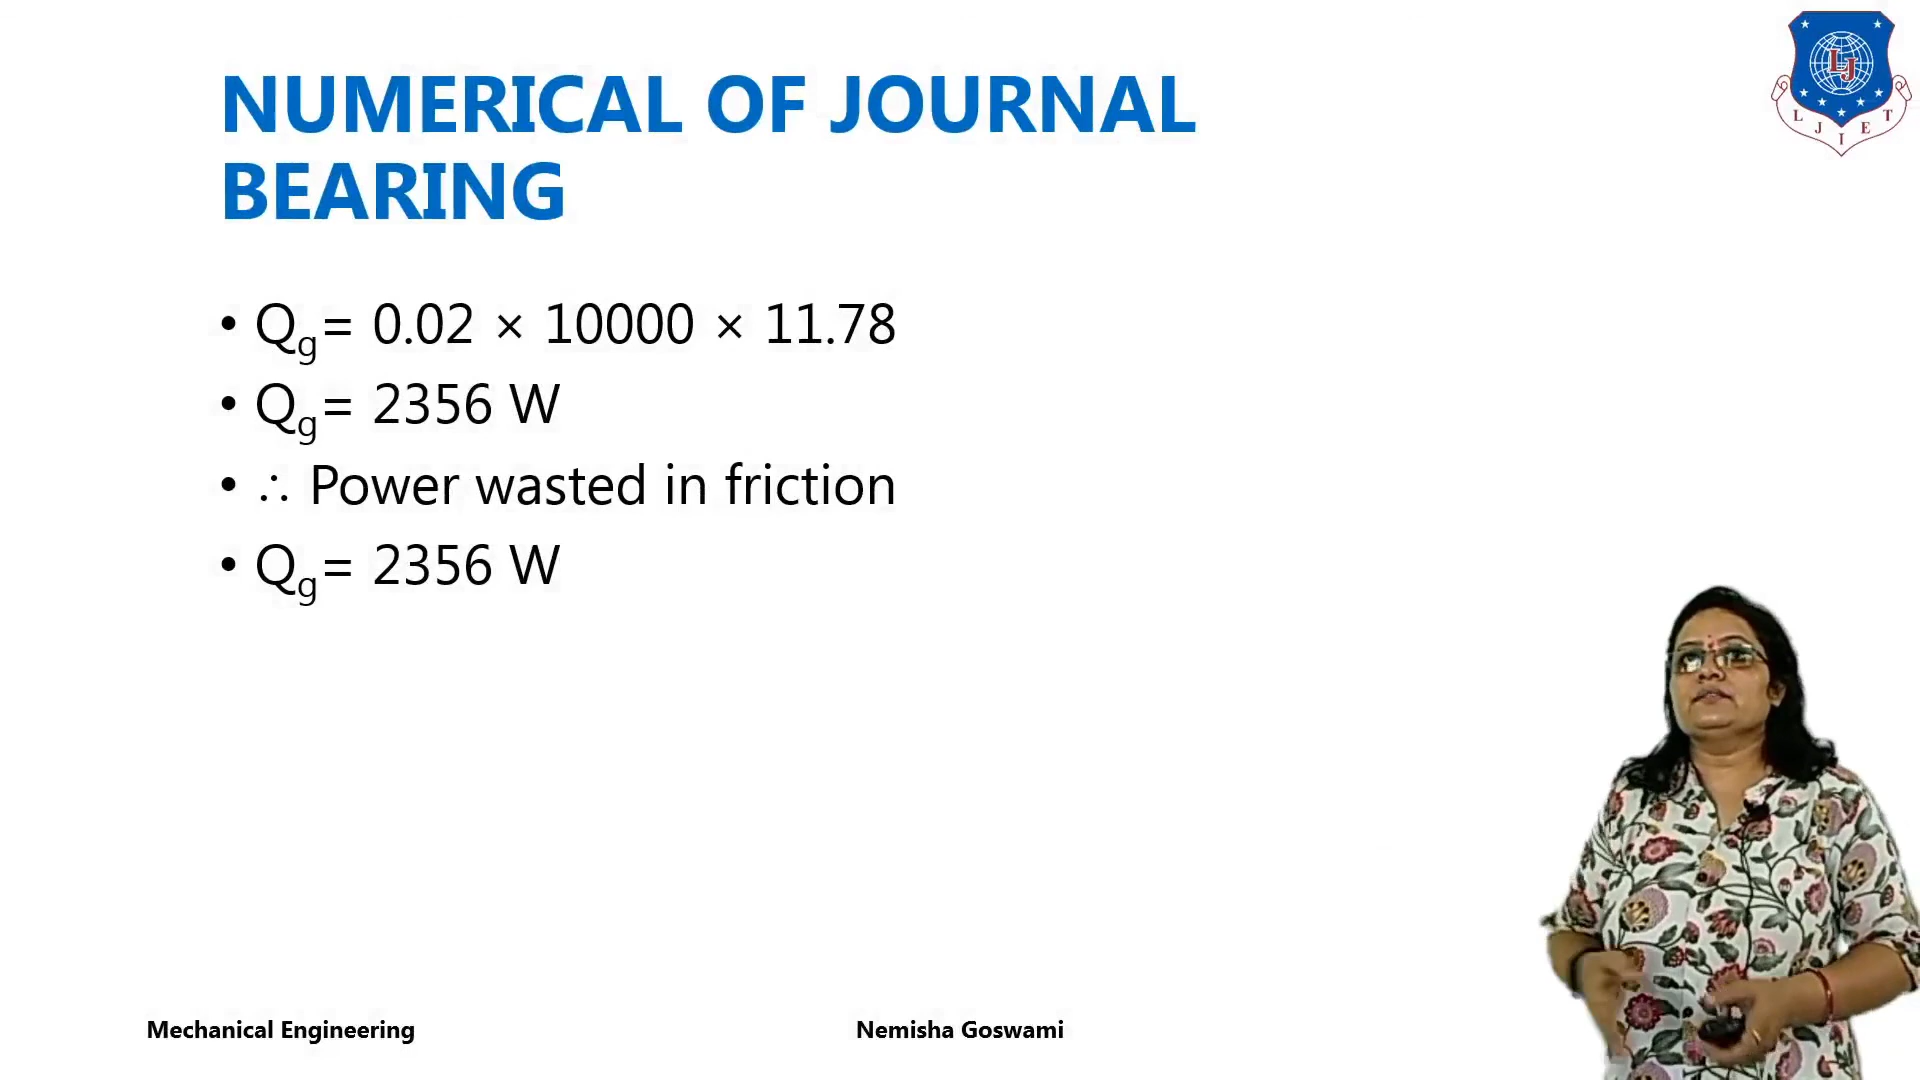 NUMERICAL OF JOURNAL
BEARING
• Qg= 0.02 × 10000 × 11.78
• Qg= 2356 W
• ∴ Power wasted in friction
• Qg= 2356 W
Mechanical Engineering
Nemisha Goswami
LJ
L J I E T